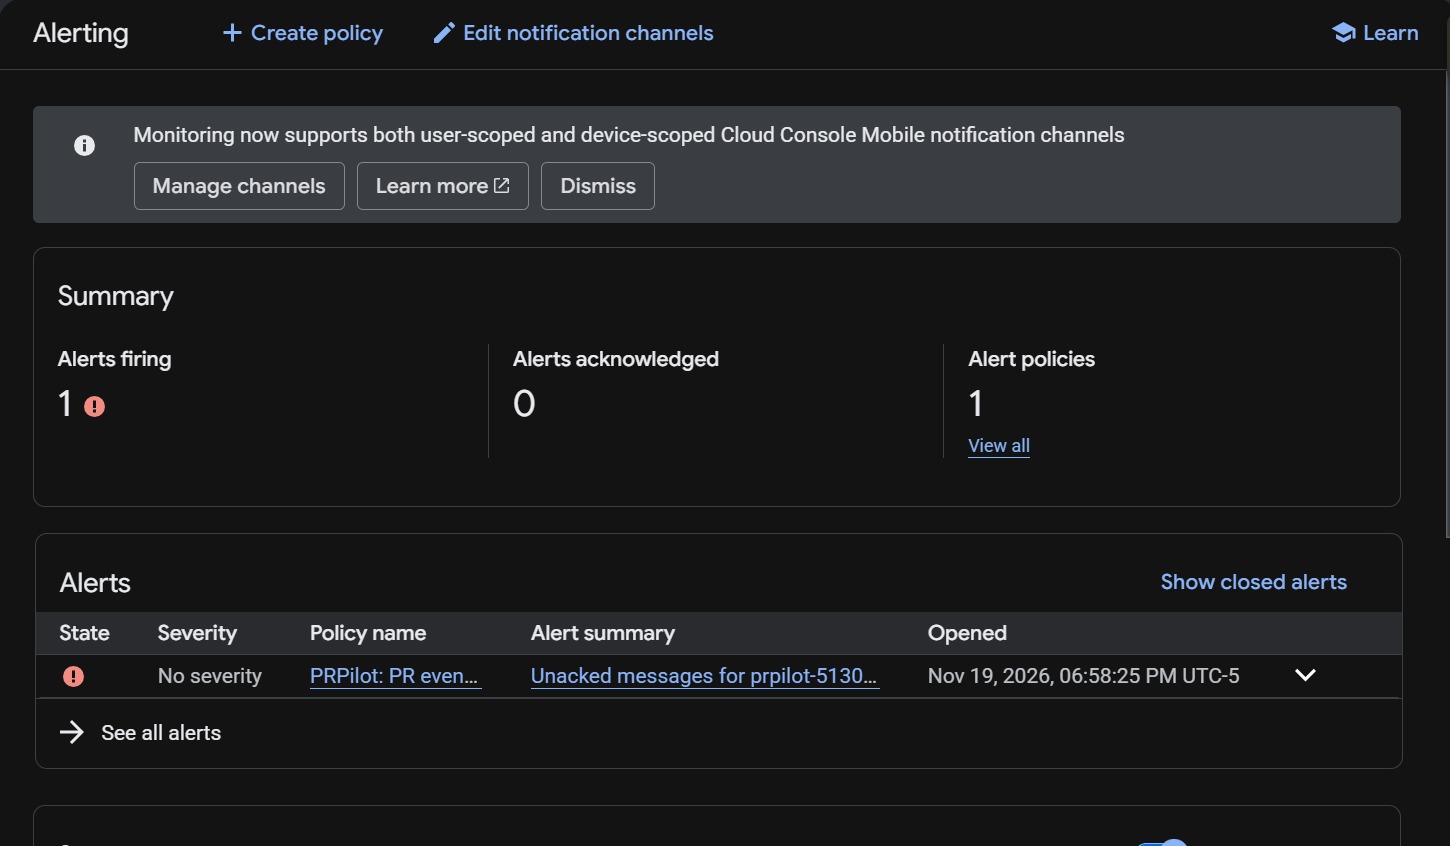 Alerting
Create policy
Edit notification channels
Learn
Monitoring now supports both user-scoped and device-scoped Cloud Console Mobile notification channels
Manage channels
Learn more
Dismiss
Summary
Alerts firing
1
Alerts acknowledged
0
Alert policies
1
View all
Alerts
Show closed alerts
State Severity Policy name Alert summary Opened
No severity PRPilot: PR even... Unacked messages for prpilot-5130... Nov 19, 2026, 06:58:25 PM UTC-5
See all alerts